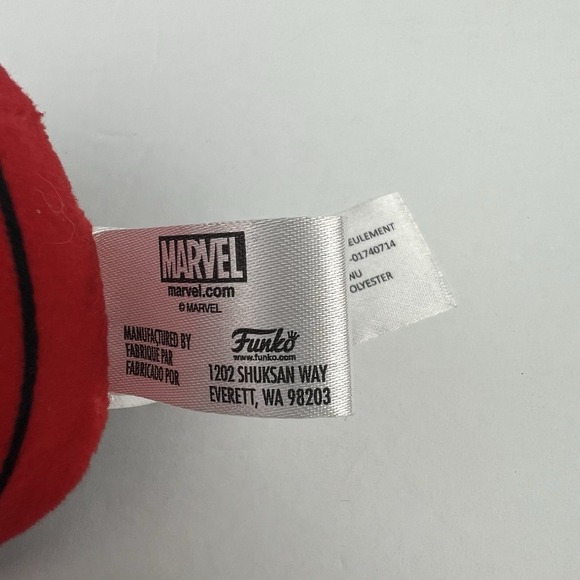 MARVEL
marvel.com
© MARVEL
MANUFACTURED BY
FABRIQUÉ PAR
FABRICADO POR
Funko
www.funko.com
1202 SHUKSAN WAY
EVERETT, WA 98203
EULEMENT
-01740714
NU
OLYESTER